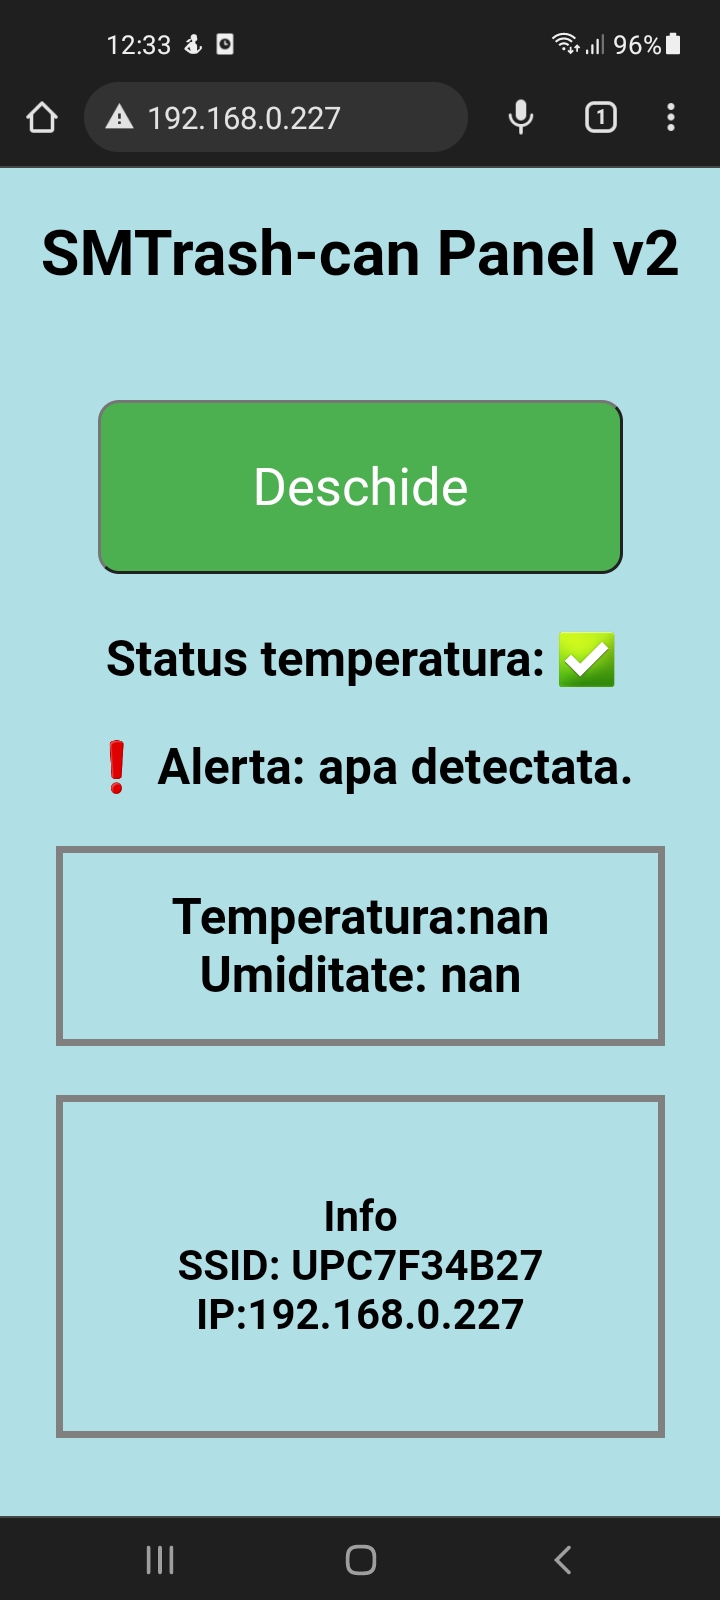 12:33
96%
192.168.0.227
1
SMTrash-can Panel v2
Deschide
Status temperatura: ✅
❗ Alerta: apa detectata.
Temperatura:nan
Umiditate: nan
Info
SSID: UPC7F34B27
IP:192.168.0.227